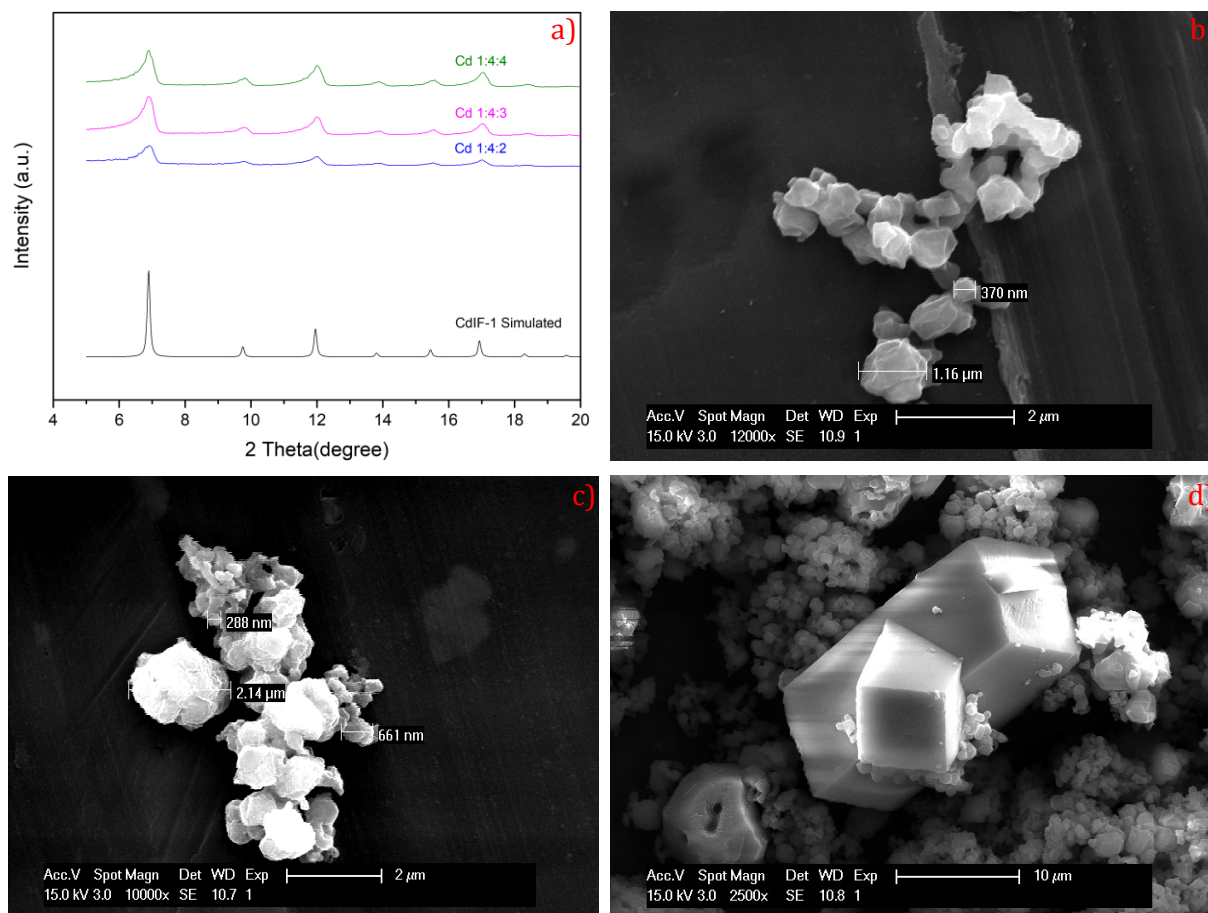 a)
Cd 1:4:4
Cd 1:4:3
Cd 1:4:2
CdIF-1 Simulated
Intensity (a.u.)
4 6 8 10 12 14 16 18 20
2 Theta(degree)
b)
370 nm
1.16 µm
Acc.V Spot Magn Det WD Exp
15.0 kV 3.0 12000x SE 10.9 1
2 µm
c)
288 nm
2.14 µm
661 nm
Acc.V Spot Magn Det WD Exp
15.0 kV 3.0 10000x SE 10.7 1
2 µm
d)
Acc.V Spot Magn Det WD Exp
15.0 kV 3.0 2500x SE 10.8 1
10 µm